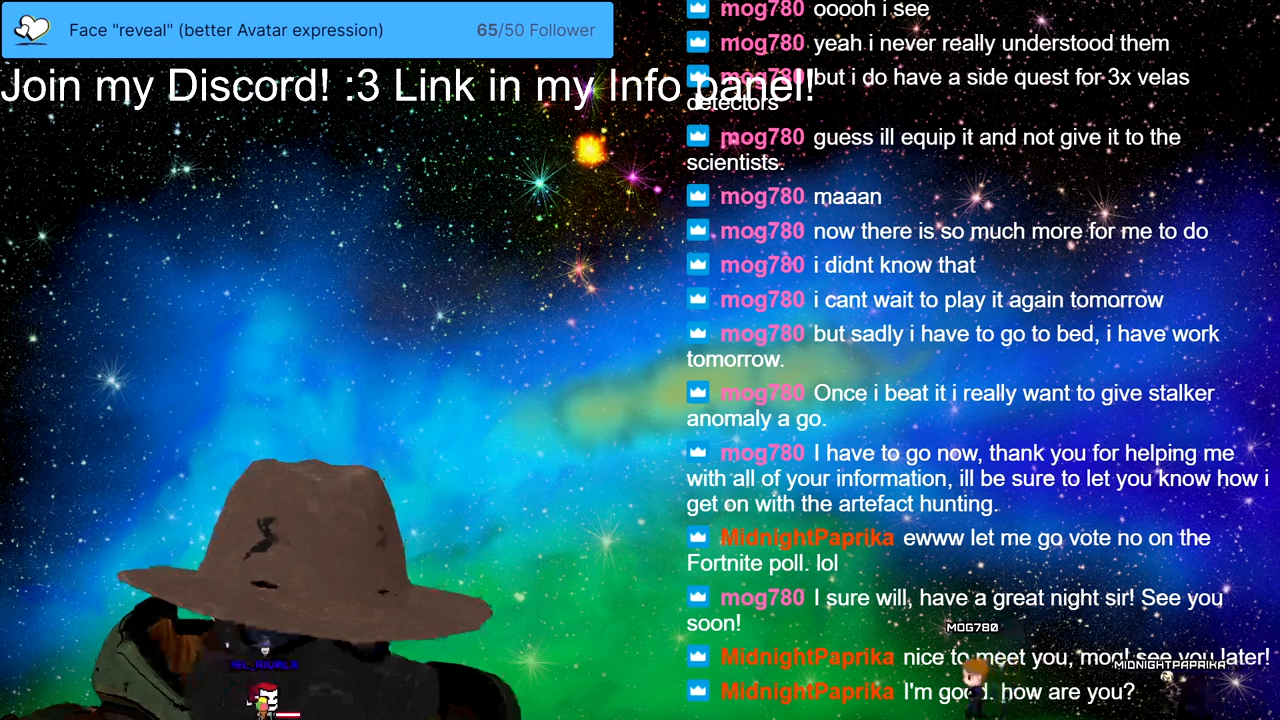 Face "reveal" (better Avatar expression) 65/50 Follower
Join my Discord! :3 Link in my Info panel!
mog780 ooooh i see
mog780 yeah i never really understood them
mog780 but i do have a side quest for 3x velas
detectors
mog780 guess ill equip it and not give it to the
scientists.
mog780 maaan
mog780 now there is so much more for me to do
mog780 i didnt know that
mog780 i cant wait to play it again tomorrow
mog780 but sadly i have to go to bed, i have work
tomorrow.
mog780 Once i beat it i really want to give stalker
anomaly a go.
mog780 I have to go now, thank you for helping me
with all of your information, ill be sure to let you know how i
get on with the artefact hunting.
MidnightPaprika ewww let me go vote no on the
Fortnite poll. lol
mog780 I sure will, have a great night sir! See you
soon!
MOG780
MidnightPaprika nice to meet you, mog! see you later!
MIDNIGHTPAPRIKA
MidnightPaprika I'm good. how are you?